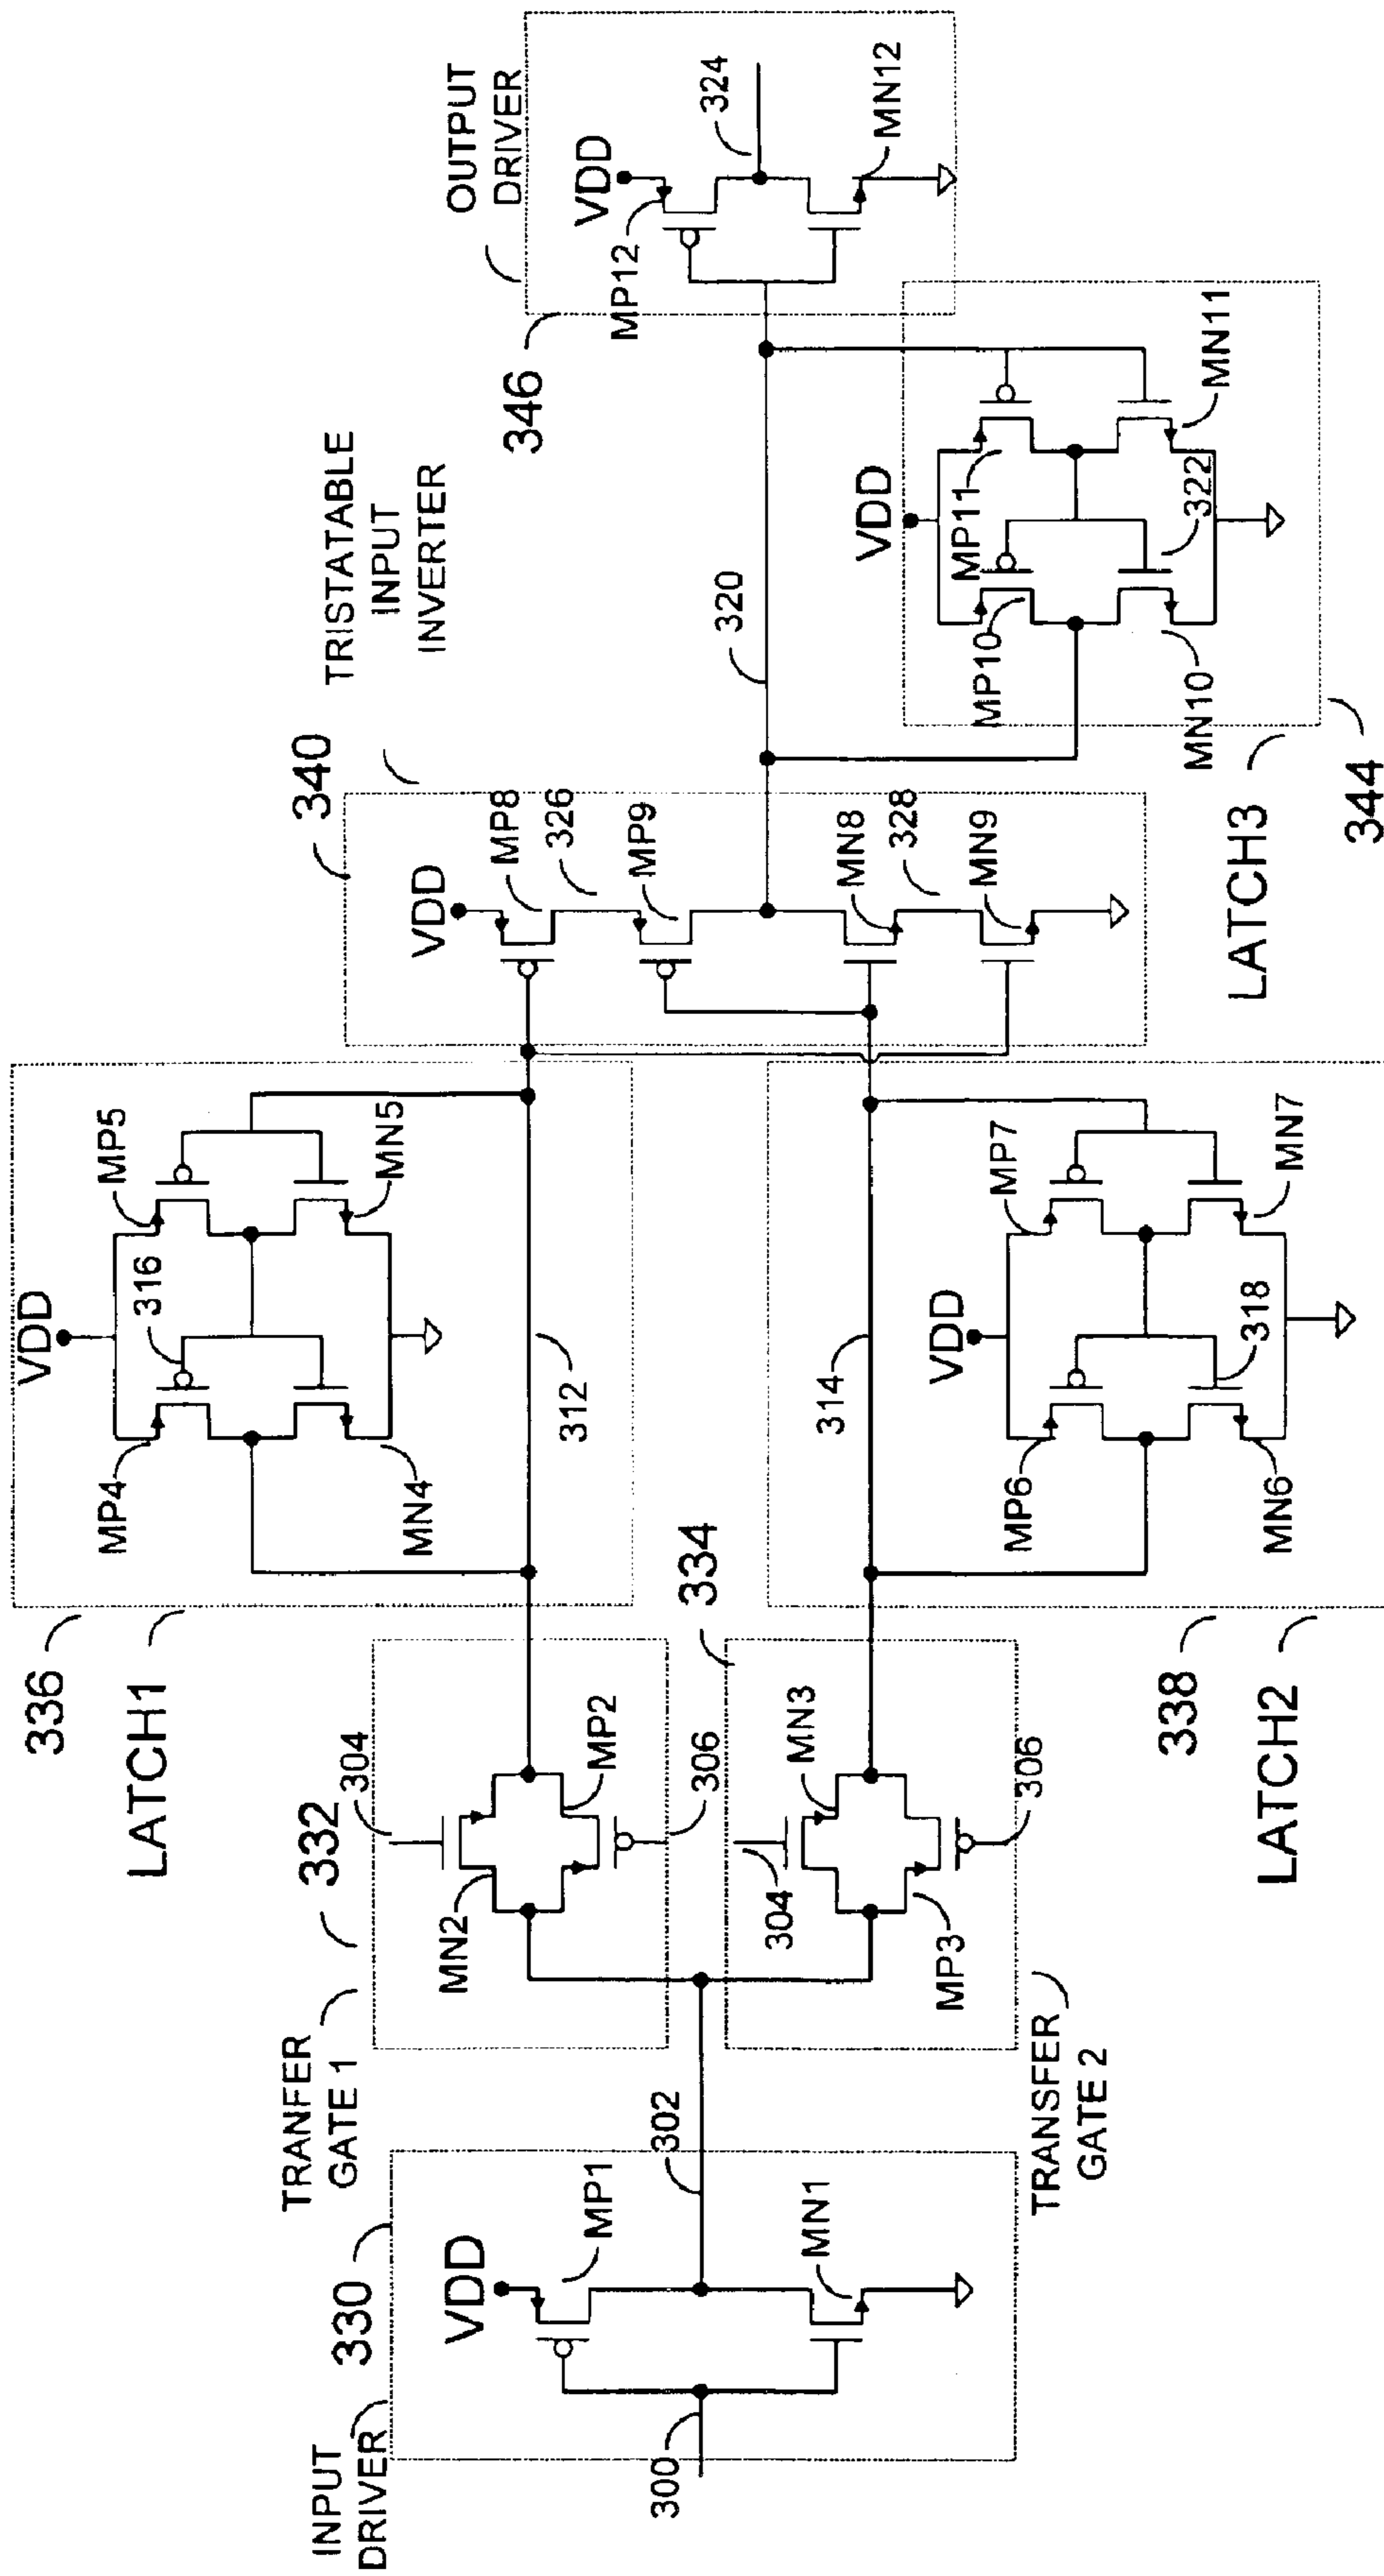 INPUT
DRIVER
330
VDD
MP1
MN1
300
302
TRANFER
GATE 1
332
304
MN2
MP2
306
334
304
MN3
MP3
306
TRANSFER
GATE 2
336
LATCH1
VDD
MP4
316
MP5
MN4
MN5
312
314
VDD
MP6
MP7
318
MN6
MN7
338
LATCH2
340
TRISTATABLE
INPUT
INVERTER
VDD
MP8
326
MP9
MN8
328
MN9
320
VDD
MP10
MP11
MN10
322
MN11
LATCH3
344
346
OUTPUT
DRIVER
VDD
MP12
324
MN12